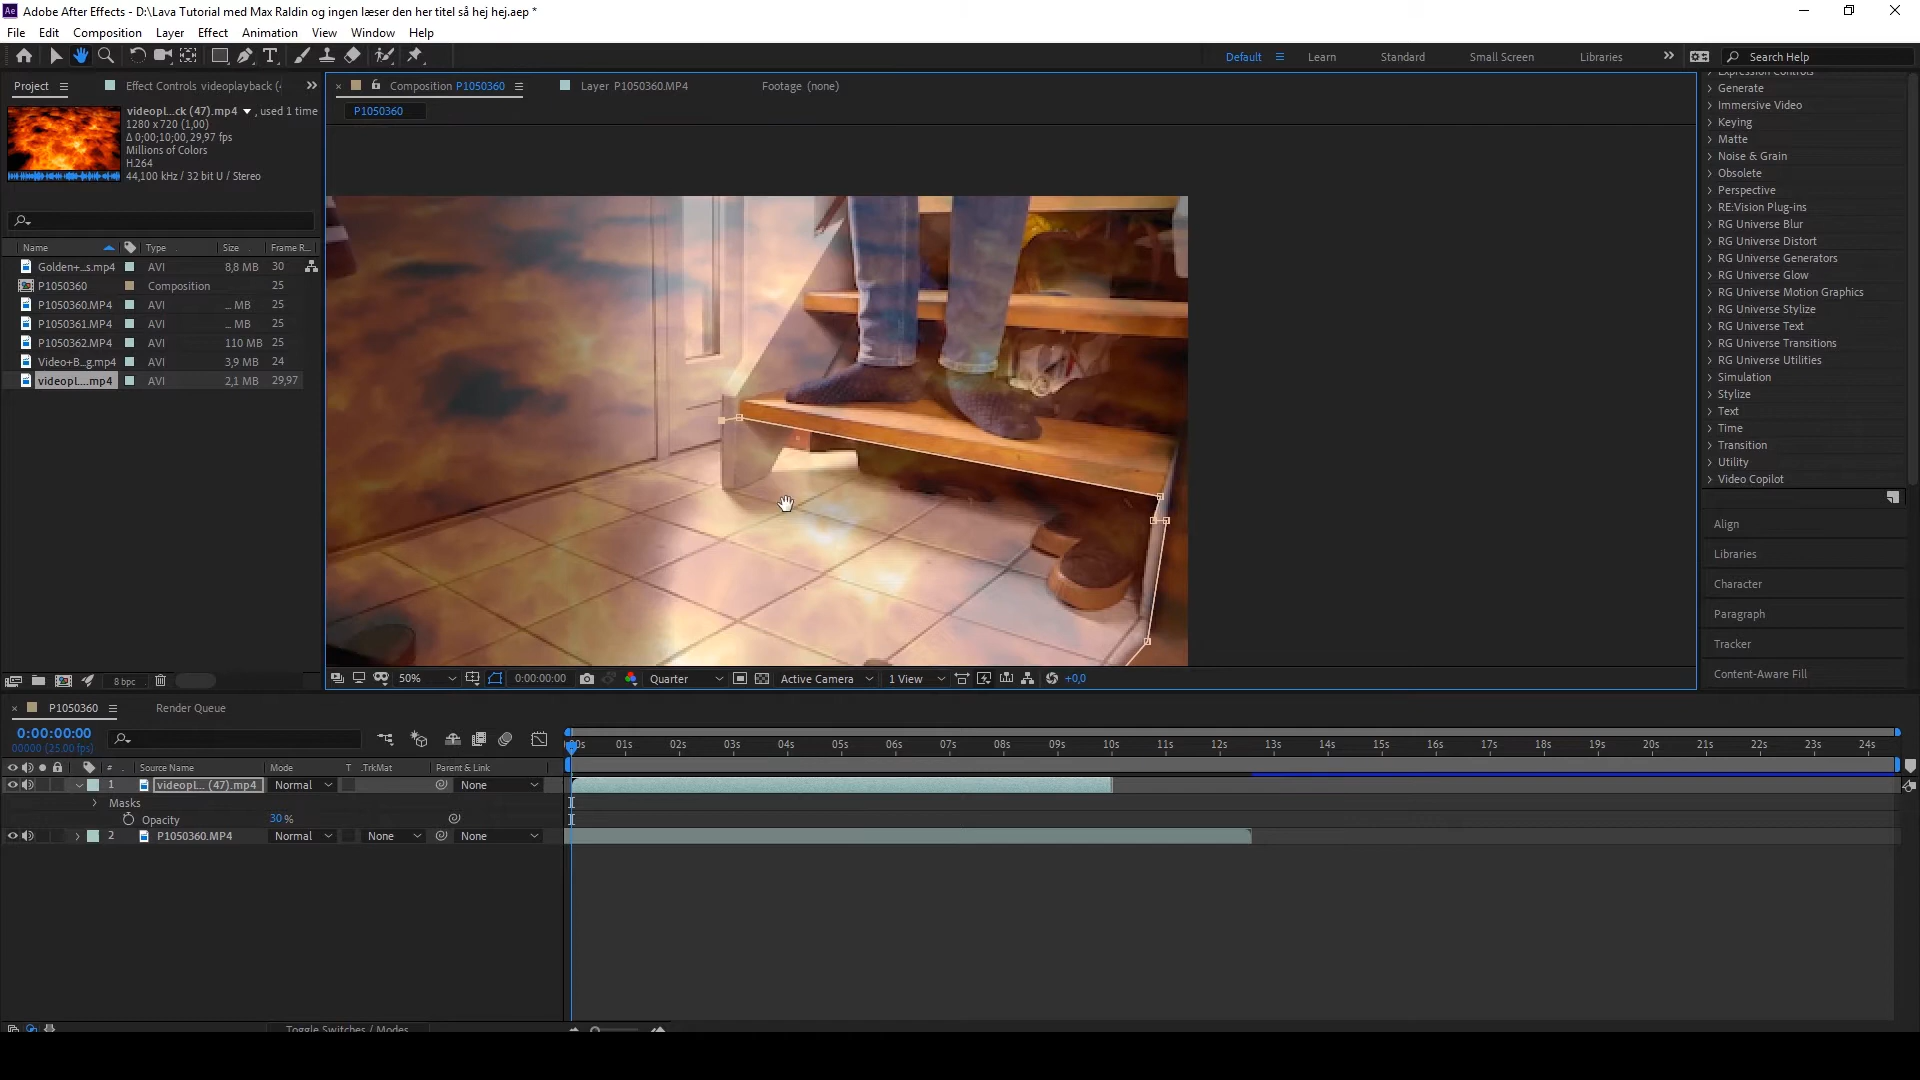 Adobe After Effects - D:\Lava Tutorial med Max Raldin og ingen læser den her titel så hej hej.aep *
File Edit Composition Layer Effect Animation View Window Help
Default Learn Standard Small Screen Libraries Search Help
Project Effect Controls videoplayback (
Composition P1050360 Layer P1050360.MP4 Footage (none)
P1050360
videopl...ck (47).mp4 , used 1 time
1280 x 720 (1,00)
Δ 0;00;10;00, 29,97 fps
Millions of Colors
H.264
44,100 kHz / 32 bit U / Stereo
Name Type Size Frame R...
Golden+...s.mp4 AVI 8,8 MB 30
P1050360 Composition 25
P1050360.MP4 AVI ... MB 25
P1050361.MP4 AVI ... MB 25
P1050362.MP4 AVI 110 MB 25
Video+B...g.mp4 AVI 3,9 MB 24
videopl....mp4 AVI 2,1 MB 29,97
8 bpc
Expression Controls
Generate
Immersive Video
Keying
Matte
Noise & Grain
Obsolete
Perspective
RE:Vision Plug-ins
RG Universe Blur
RG Universe Distort
RG Universe Generators
RG Universe Glow
RG Universe Motion Graphics
RG Universe Stylize
RG Universe Text
RG Universe Transitions
RG Universe Utilities
Simulation
Stylize
Text
Time
Transition
Utility
Video Copilot
Align
Libraries
Character
Paragraph
Tracker
Content-Aware Fill
50% 0:00:00:00 Quarter Active Camera 1 View +0,0
P1050360 Render Queue
0:00:00:00
00000 (25.00 fps)
00s 01s 02s 03s 04s 05s 06s 07s 08s 09s 10s 11s 12s 13s 14s 15s 16s 17s 18s 19s 20s 21s 22s 23s 24s
# Source Name Mode T .TrkMat Parent & Link
1 videopl... (47).mp4 Normal None
Masks
Opacity 30 %
2 P1050360.MP4 Normal None None
Toggle Switches / Modes